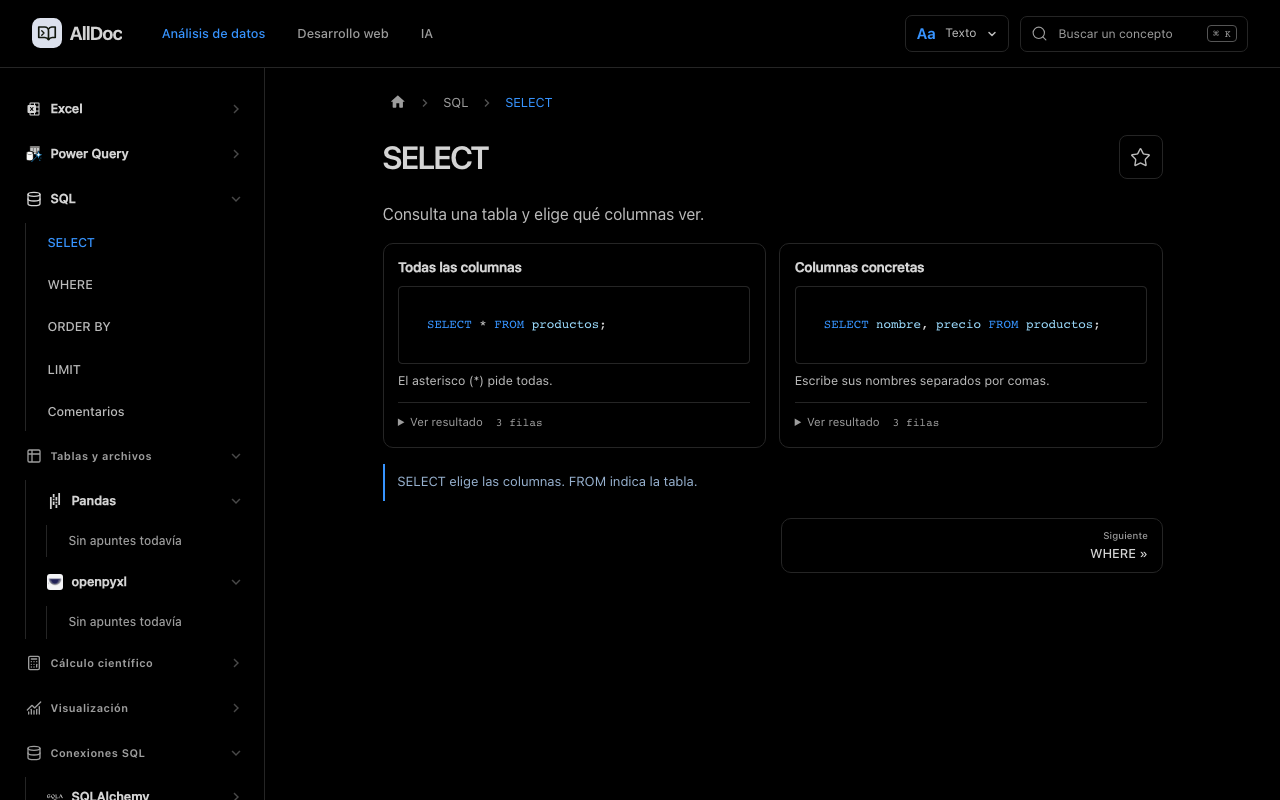 AllDoc
Análisis de datos
Desarrollo web
IA
Aa Texto
Buscar un concepto
⌘ K
Excel
Power Query
SQL
SELECT
WHERE
ORDER BY
LIMIT
Comentarios
Tablas y archivos
Pandas
Sin apuntes todavía
openpyxl
Sin apuntes todavía
Cálculo científico
Visualización
Conexiones SQL
SQLAlchemy
SQL
SELECT
SELECT
Consulta una tabla y elige qué columnas ver.
Todas las columnas
SELECT * FROM productos;
El asterisco (*) pide todas.
Ver resultado 3 filas
Columnas concretas
SELECT nombre, precio FROM productos;
Escribe sus nombres separados por comas.
Ver resultado 3 filas
SELECT elige las columnas. FROM indica la tabla.
Siguiente
WHERE »